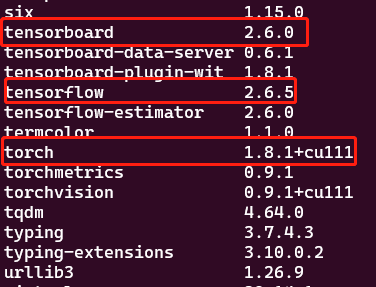 six 1.15.0
tensorboard 2.6.0
tensorboard-data-server 0.6.1
tensorboard-plugin-wit 1.8.1
tensorflow 2.6.5
tensorflow-estimator 2.6.0
termcolor 1.1.0
torch 1.8.1+cu111
torchmetrics 0.9.1
torchvision 0.9.1+cu111
tqdm 4.64.0
typing 3.7.4.3
typing-extensions 3.10.0.2
urllib3 1.26.9